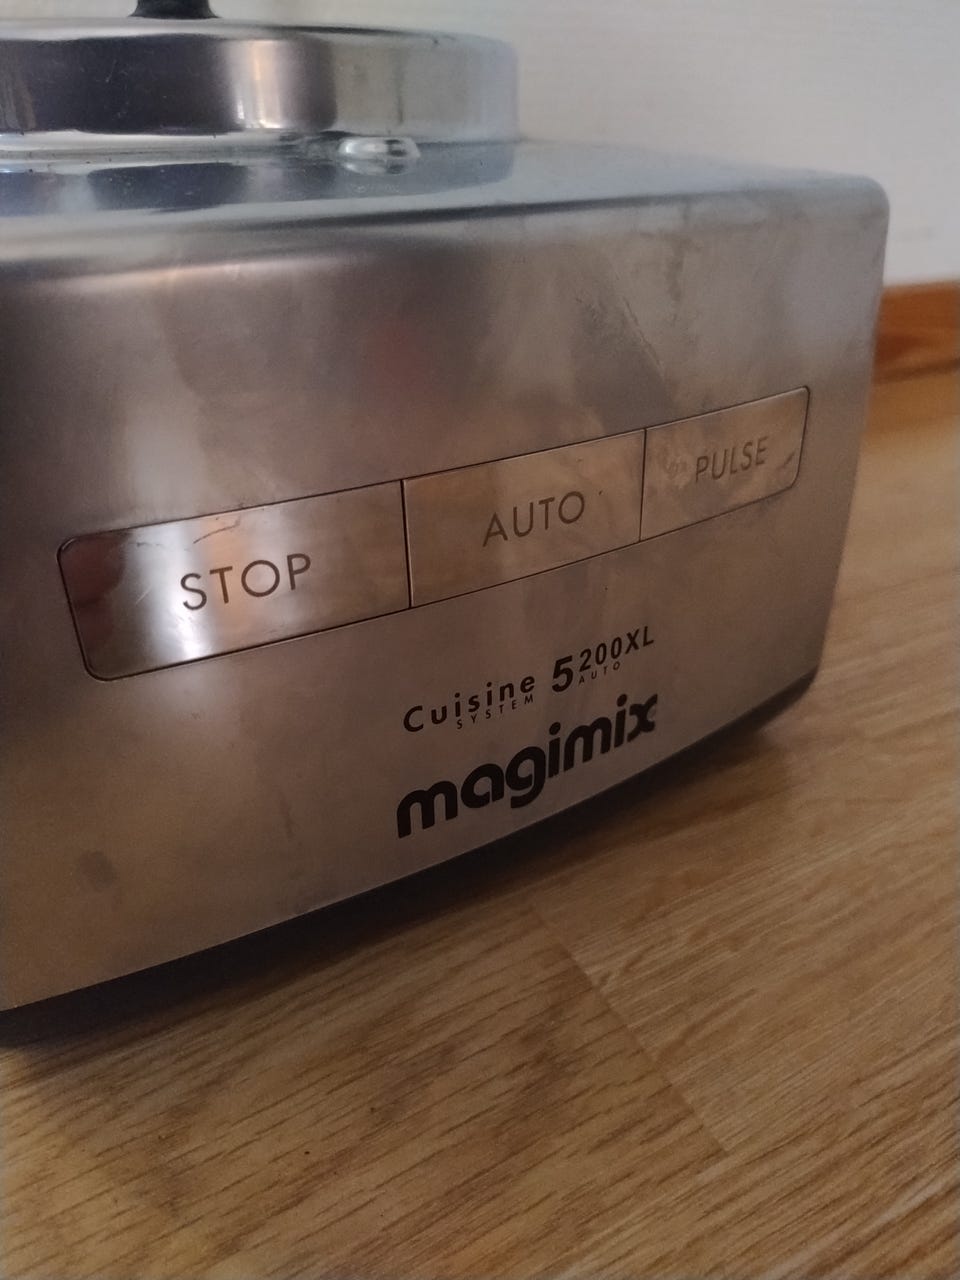 STOP AUTO PULSE
Cuisine 5200XL
SYSTEM AUTO
magimix